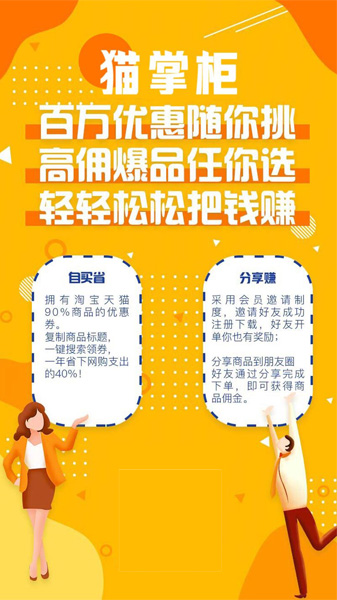 猫掌柜
百万优惠随你挑
高佣爆品任你选
轻轻松松把钱赚
自买省
拥有淘宝天猫
90%商品的优惠
券。
复制商品标题,
一键搜索领券,
一年省下网购支出
的40%!
分享赚
采用会员邀请制
度，邀请好友成功
注册下载，好友开
单你也有奖励;
分享商品到朋友圈
好友通过分享完成
下单，即可获得商
品佣金。